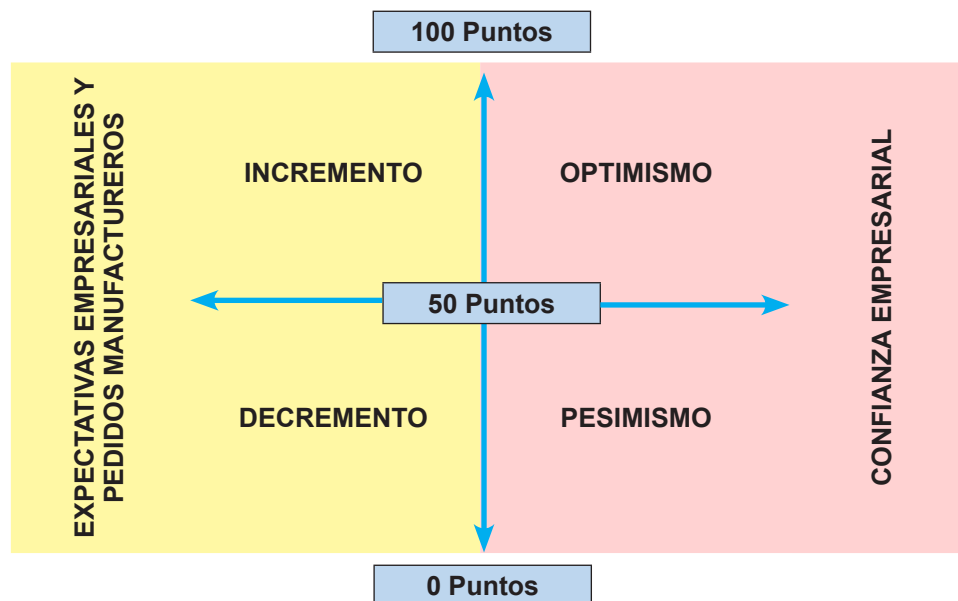 100 Puntos
EXPECTATIVAS EMPRESARIALES Y
PEDIDOS MANUFACTUREROS
INCREMENTO
OPTIMISMO
50 Puntos
DECREMENTO
PESIMISMO
CONFIANZA EMPRESARIAL
0 Puntos